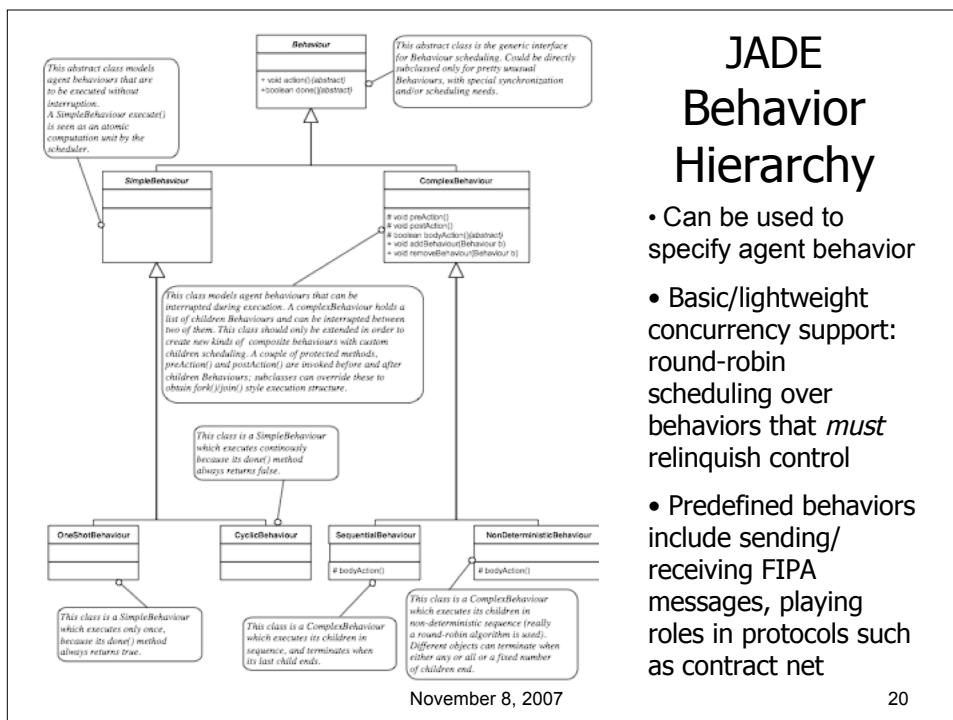 Behaviour
+ void action(){abstract}
+boolean done(){abstract}
This abstract class is the generic interface
for Behaviour scheduling. Could be directly
subclassed only for pretty unusual
Behaviours, with special synchronization
and/or scheduling needs.
This abstract class models
agent behaviours that are
to be executed without
interruption.
A SimpleBehaviour execute()
is seen as an atomic
computation unit by the
scheduler.
SimpleBehaviour
ComplexBehaviour
# void preAction()
# void postAction()
# boolean bodyAction(){abstract}
+ void addBehaviour(Behaviour b)
+ void removeBehaviour(Behaviour b)
This class models agent behaviours that can be
interrupted during execution. A complexBehaviour holds a
list of children Behaviours and can be interrupted between
two of them. This class should only be extended in order to
create new kinds of composite behaviours with custom
children scheduling. A couple of protected methods,
preAction() and postAction() are invoked before and after
children Behaviours; subclasses can override these to
obtain fork()/join() style execution structure.
This class is a SimpleBehaviour
which executes continously
because its done() method
always returns false.
OneShotBehaviour
CyclicBehaviour
SequentialBehaviour
# bodyAction()
NonDeterministicBehaviour
# bodyAction()
This class is a SimpleBehaviour
which executes only once,
because its done() method
always returns true.
This class is a ComplexBehaviour
which executes its children in
sequence, and terminates when
its last child ends.
This class is a ComplexBehaviour
which executes its children in
non-deterministic sequence (really
a round-robin algorithm is used).
Different objects can terminate when
either any or all or a fixed number
of children end.
JADE
Behavior
Hierarchy
• Can be used to
specify agent behavior
• Basic/lightweight
concurrency support:
round-robin
scheduling over
behaviors that must
relinquish control
• Predefined behaviors
include sending/
receiving FIPA
messages, playing
roles in protocols such
as contract net
November 8, 2007
20